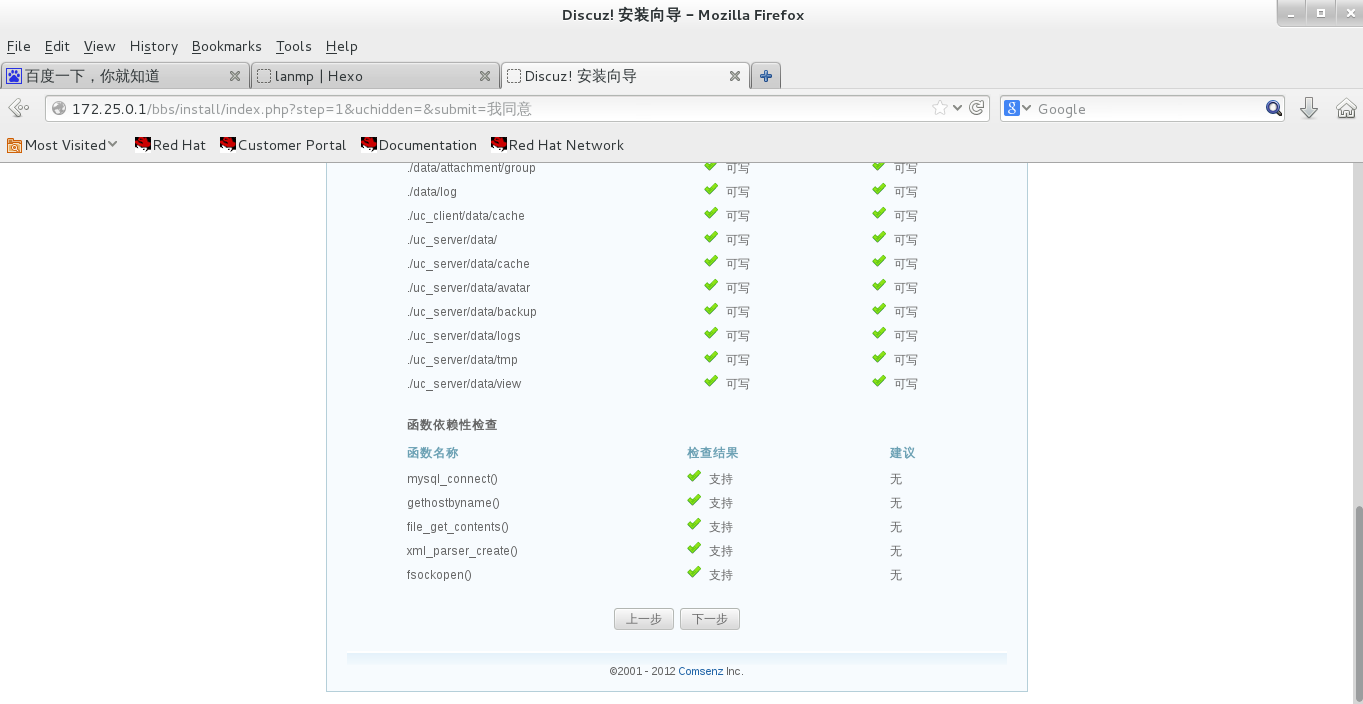 Discuz! 安装向导 - Mozilla Firefox
File Edit View History Bookmarks Tools Help
百度一下，你就知道 lanmp | Hexo Discuz! 安装向导
172.25.0.1/bbs/install/index.php?step=1&uchidden=&submit=我同意 Google
Most Visited Red Hat Customer Portal Documentation Red Hat Network
./data/attachment/group 可写 可写
./data/log 可写 可写
./uc_client/data/cache 可写 可写
./uc_server/data/ 可写 可写
./uc_server/data/cache 可写 可写
./uc_server/data/avatar 可写 可写
./uc_server/data/backup 可写 可写
./uc_server/data/logs 可写 可写
./uc_server/data/tmp 可写 可写
./uc_server/data/view 可写 可写
函数依赖性检查
函数名称 检查结果 建议
mysql_connect() 支持 无
gethostbyname() 支持 无
file_get_contents() 支持 无
xml_parser_create() 支持 无
fsockopen() 支持 无
上一步 下一步
©2001 - 2012 Comsenz Inc.